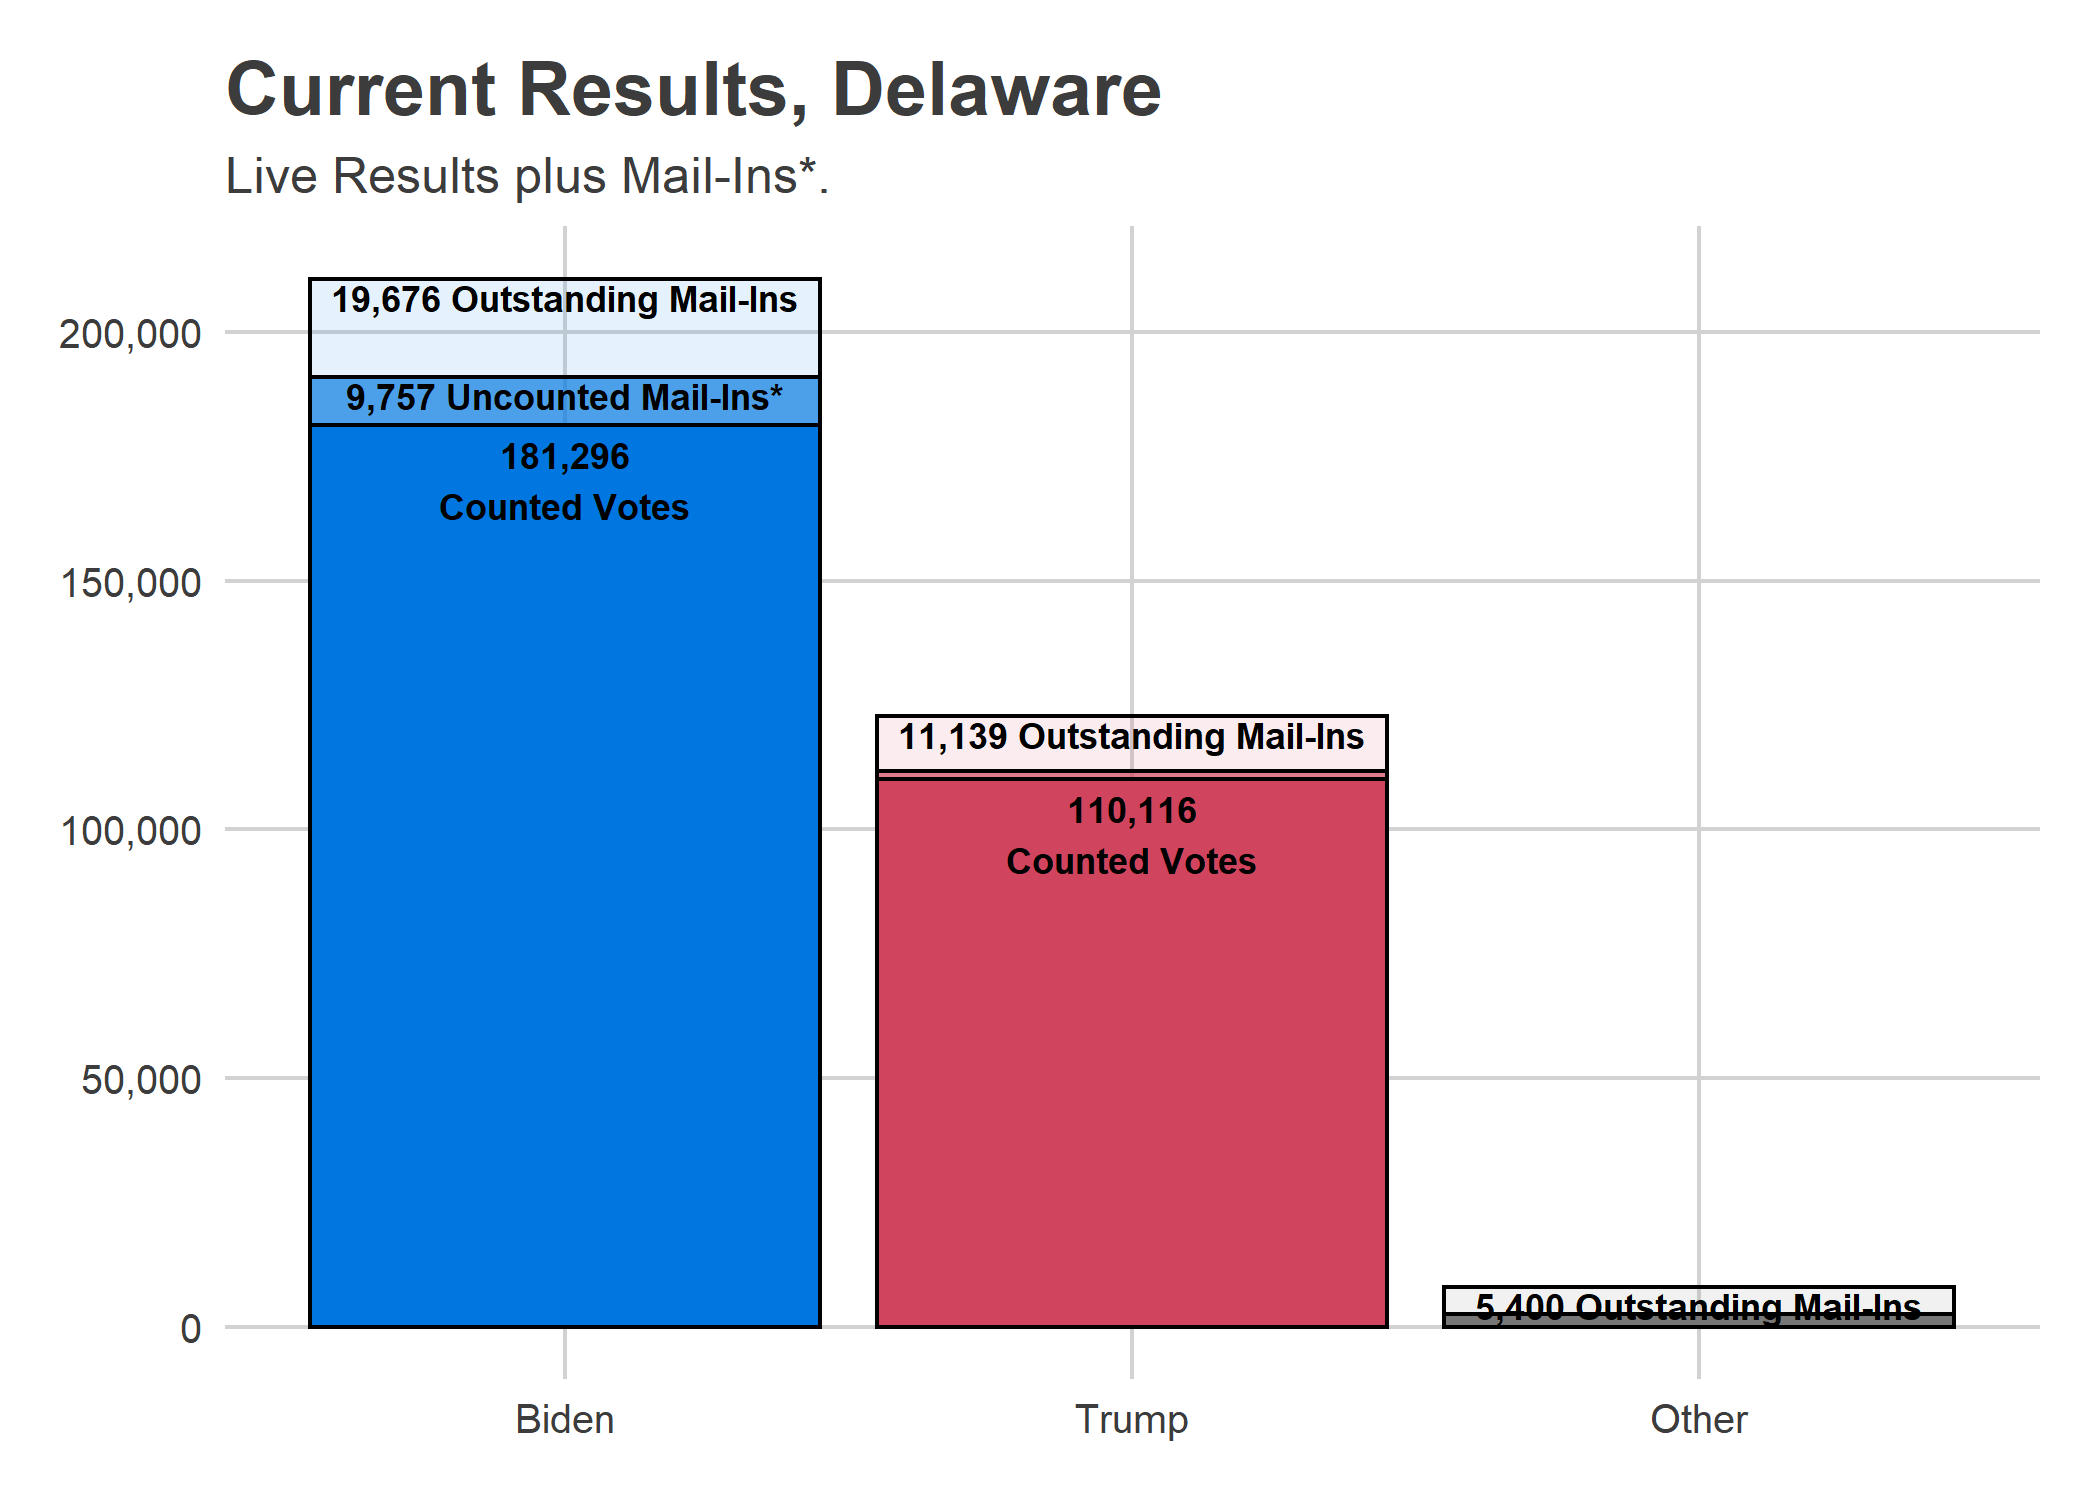 Current Results, Delaware
Live Results plus Mail-Ins*.
200,000
150,000
100,000
50,000
0
19,676 Outstanding Mail-Ins
9,757 Uncounted Mail-Ins*
181,296
Counted Votes
11,139 Outstanding Mail-Ins
110,116
Counted Votes
5,400 Outstanding Mail-Ins
Biden
Trump
Other